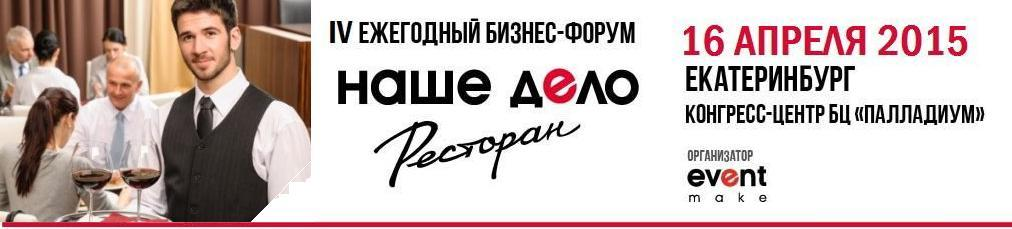 IV ЕЖЕГОДНЫЙ БИЗНЕС-ФОРУМ
наше дело
Ресторан
16 АПРЕЛЯ 2015
ЕКАТЕРИНБУРГ
КОНГРЕСС-ЦЕНТР БЦ «ПАЛЛАДИУМ»
ОРГАНИЗАТОР
event
make